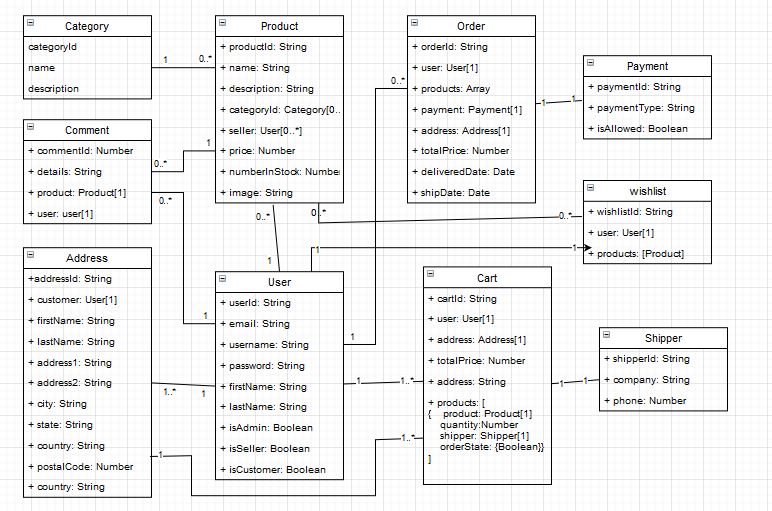 Category
categoryId
name
description
Product
+ productId: String
+ name: String
+ description: String
+ categoryId: Category[0..
+ seller: User[0..*]
+ price: Number
+ numberInStock: Number
+ image: String
Order
+ orderId: String
+ user: User[1]
+ products: Array
+ payment: Payment[1]
+ address: Address[1]
+ totalPrice: Number
+ deliveredDate: Date
+ shipDate: Date
Payment
+ paymentId: String
+ paymentType: String
+ isAllowed: Boolean
Comment
+ commentId: Number
+ details: String
+ product: Product[1]
+ user: user[1]
wishlist
+ wishlistId: String
+ user: User[1]
+ products: [Product]
Address
+addressId: String
+ customer: User[1]
+ firstName: String
+ lastName: String
+ address1: String
+ address2: String
+ city: String
+ state: String
+ country: String
+ postalCode: Number
+ country: String
User
+ userId: String
+ email: String
+ username: String
+ password: String
+ firstName: String
+ lastName: String
+ isAdmin: Boolean
+ isSeller: Boolean
+ isCustomer: Boolean
Cart
+ cartId: String
+ user: User[1]
+ address: Address[1]
+ totalPrice: Number
+ address: String
+ products: [
{ product: Product[1]
quantity:Number
shipper: Shipper[1]
orderState: {Boolean}}
]
Shipper
+ shipperId: String
+ company: String
+ phone: Number
1
0..*
1
0..*
0..*
1
0..*
1
0..*
1
1
1
0..*
0..*
1
1
1..*
1
1
1..*
1
1
1
1..*